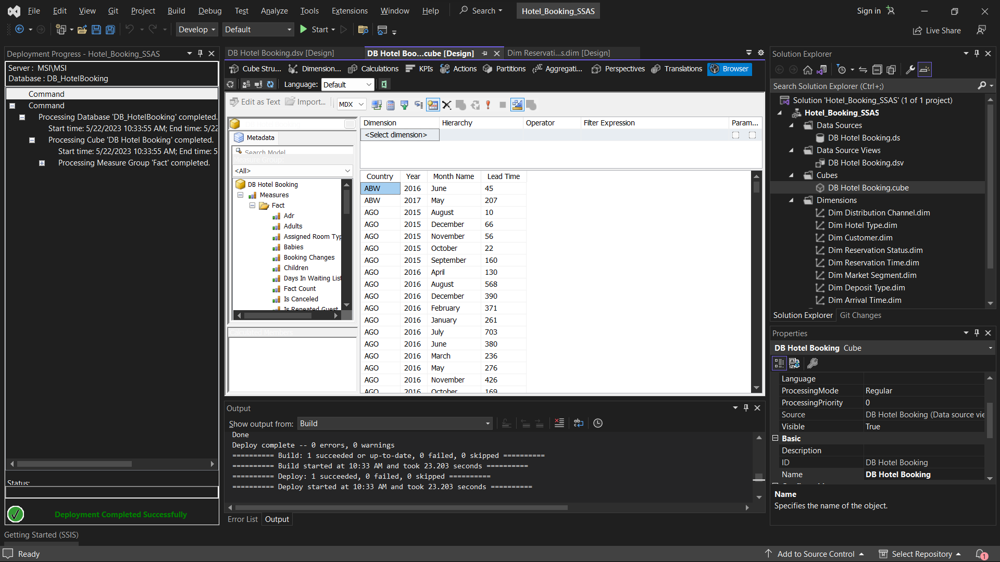 File Edit View Git Project Build Debug Test Analyze Tools Extensions Window Help Search Hotel_Booking_SSAS Sign in
Develop Default Start Live Share
Deployment Progress - Hotel_Booking_SSAS
Server : MSI\MSI
Database : DB_HotelBooking
Command
Command
Processing Database 'DB_HotelBooking' completed.
Start time: 5/22/2023 10:33:55 AM; End time: 5/22
Processing Cube 'DB Hotel Booking' completed.
Start time: 5/22/2023 10:33:55 AM; End time: 5
Processing Measure Group 'Fact' completed.
Status:
Deployment Completed Successfully
Getting Started (SSIS)
DB Hotel Booking.dsv [Design] DB Hotel Boo...cube [Design] Dim Reservati...s.dim [Design]
Cube Stru... Dimension... Calculations KPIs Actions Partitions Aggregati... Perspectives Translations Browser
Language: Default
Edit as Text Import... MDX
Metadata
Search Model
Measure Group:
<All>
DB Hotel Booking
Measures
Fact
Adr
Adults
Assigned Room Typ
Babies
Booking Changes
Children
Days In Waiting List
Fact Count
Is Canceled
Is Repeated Guest
Calculated Members
Dimension Hierarchy Operator Filter Expression Param...
<Select dimension>
Country Year Month Name Lead Time
ABW 2016 June 45
ABW 2017 May 207
AGO 2015 August 10
AGO 2015 December 66
AGO 2015 November 56
AGO 2015 October 22
AGO 2015 September 160
AGO 2016 April 130
AGO 2016 August 568
AGO 2016 December 390
AGO 2016 February 371
AGO 2016 January 261
AGO 2016 July 703
AGO 2016 June 380
AGO 2016 March 236
AGO 2016 May 276
AGO 2016 November 426
AGO 2016 October 169
Output
Show output from: Build
Done
Deploy complete -- 0 errors, 0 warnings
========== Build: 1 succeeded or up-to-date, 0 failed, 0 skipped ==========
========== Build started at 10:33 AM and took 23.203 seconds ==========
========== Deploy: 1 succeeded, 0 failed, 0 skipped ==========
========== Deploy started at 10:33 AM and took 23.203 seconds ==========
Error List Output
Solution Explorer
Search Solution Explorer (Ctrl+;)
Solution 'Hotel_Booking_SSAS' (1 of 1 project)
Hotel_Booking_SSAS
Data Sources
DB Hotel Booking.ds
Data Source Views
DB Hotel Booking.dsv
Cubes
DB Hotel Booking.cube
Dimensions
Dim Distribution Channel.dim
Dim Hotel Type.dim
Dim Customer.dim
Dim Reservation Status.dim
Dim Reservation Time.dim
Dim Market Segment.dim
Dim Deposit Type.dim
Dim Arrival Time.dim
Solution Explorer Git Changes
Properties
DB Hotel Booking Cube
Language
ProcessingMode Regular
ProcessingPriority 0
Source DB Hotel Booking (Data source vie
Visible True
Basic
Description
ID DB Hotel Booking
Name DB Hotel Booking
Name
Specifies the name of the object.
Ready Add to Source Control Select Repository 1